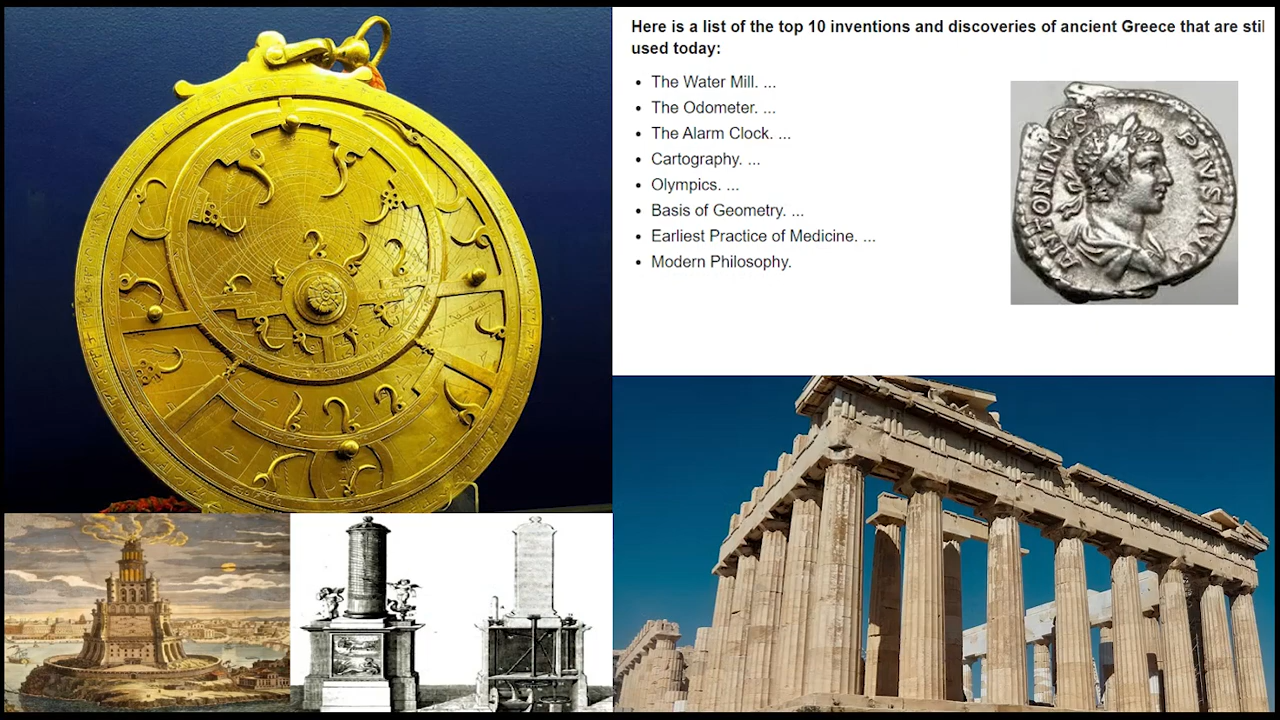 Here is a list of the top 10 inventions and discoveries of ancient Greece that are stil
used today:
• The Water Mill. ...
• The Odometer. ...
• The Alarm Clock. ...
• Cartography. ...
• Olympics. ...
• Basis of Geometry. ...
• Earliest Practice of Medicine. ...
• Modern Philosophy.
ANTONINVS PIVS AVG